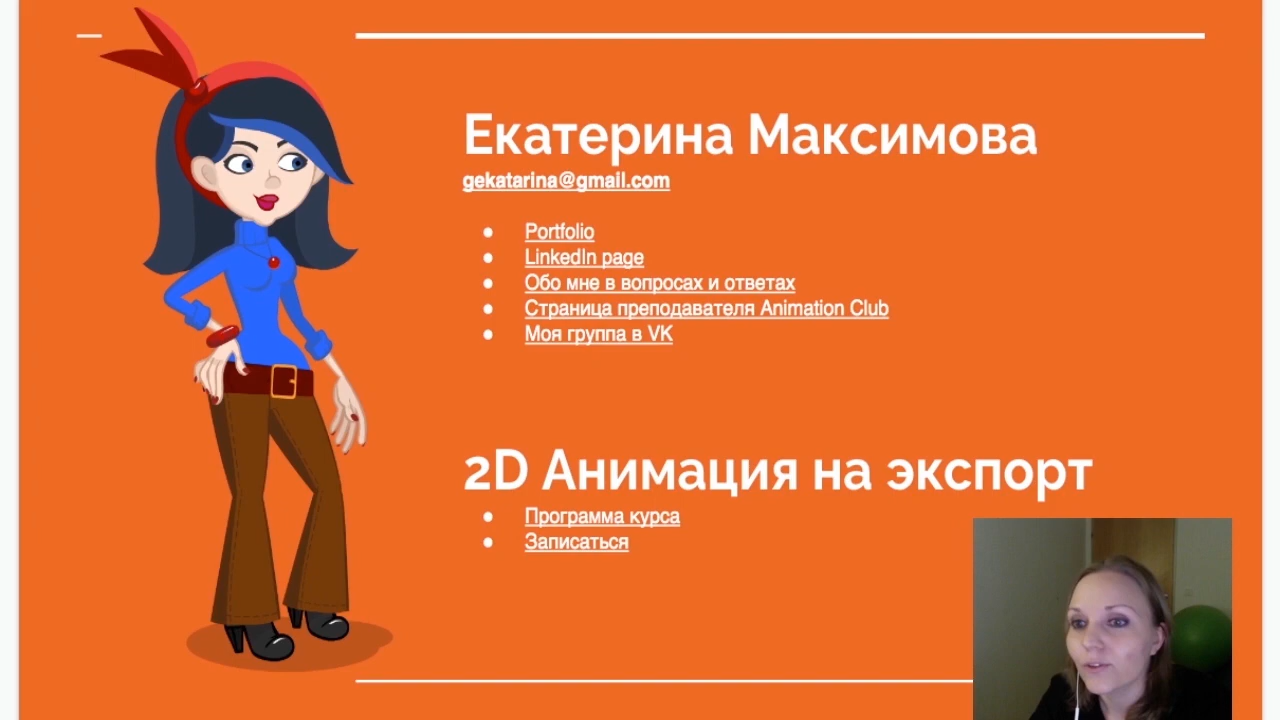 Екатерина Максимова
gekatarina@gmail.com
Portfolio
LinkedIn page
Обо мне в вопросах и ответах
Страница преподавателя Animation Club
Моя группа в VK
2D Анимация на экспорт
Программа курса
Записаться